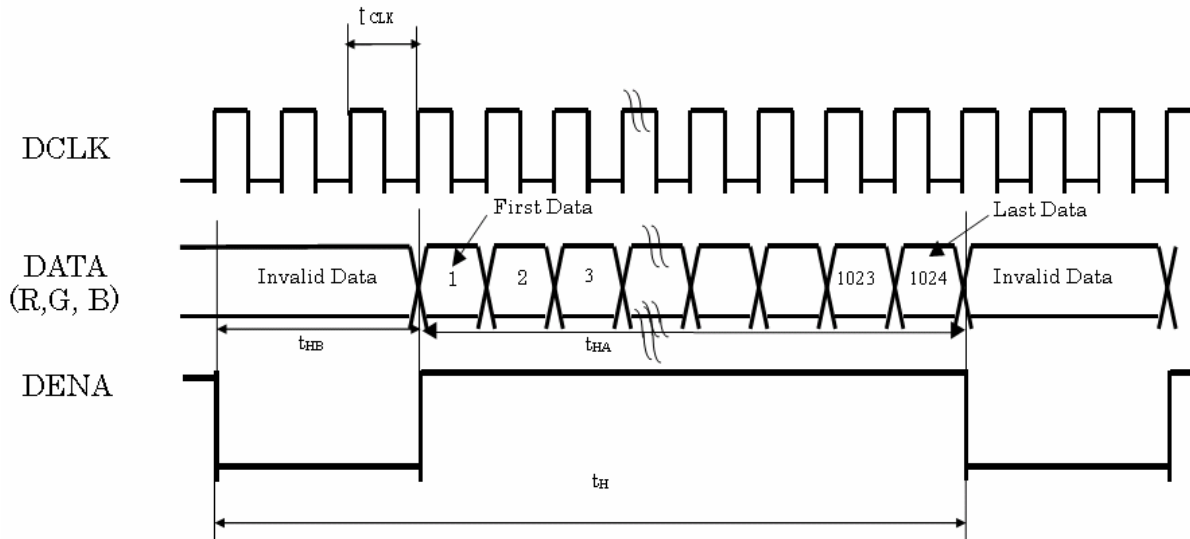 t CLK
DCLK
First Data
Last Data
DATA
(R,G, B)
Invalid Data
1
2
3
1023
1024
Invalid Data
tHB
tHA
DENA
tH